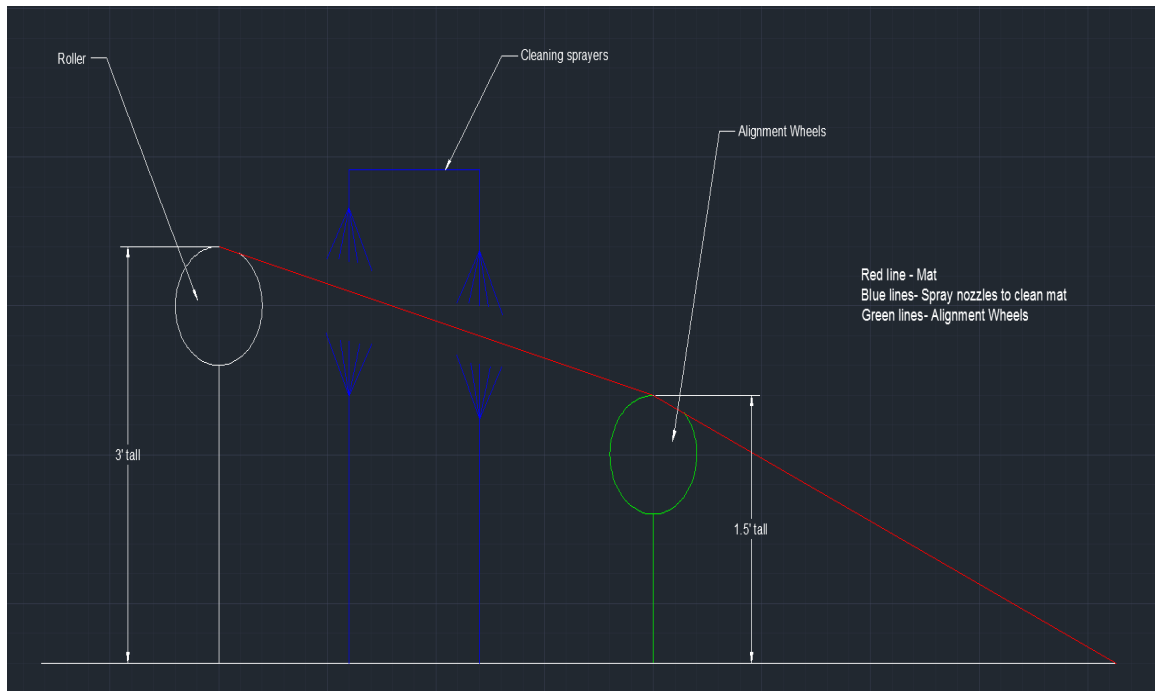 Roller
Cleaning sprayers
Alignment Wheels
Red line - Mat
Blue lines- Spray nozzles to clean mat
Green lines- Alignment Wheels
3' tall
1.5' tall